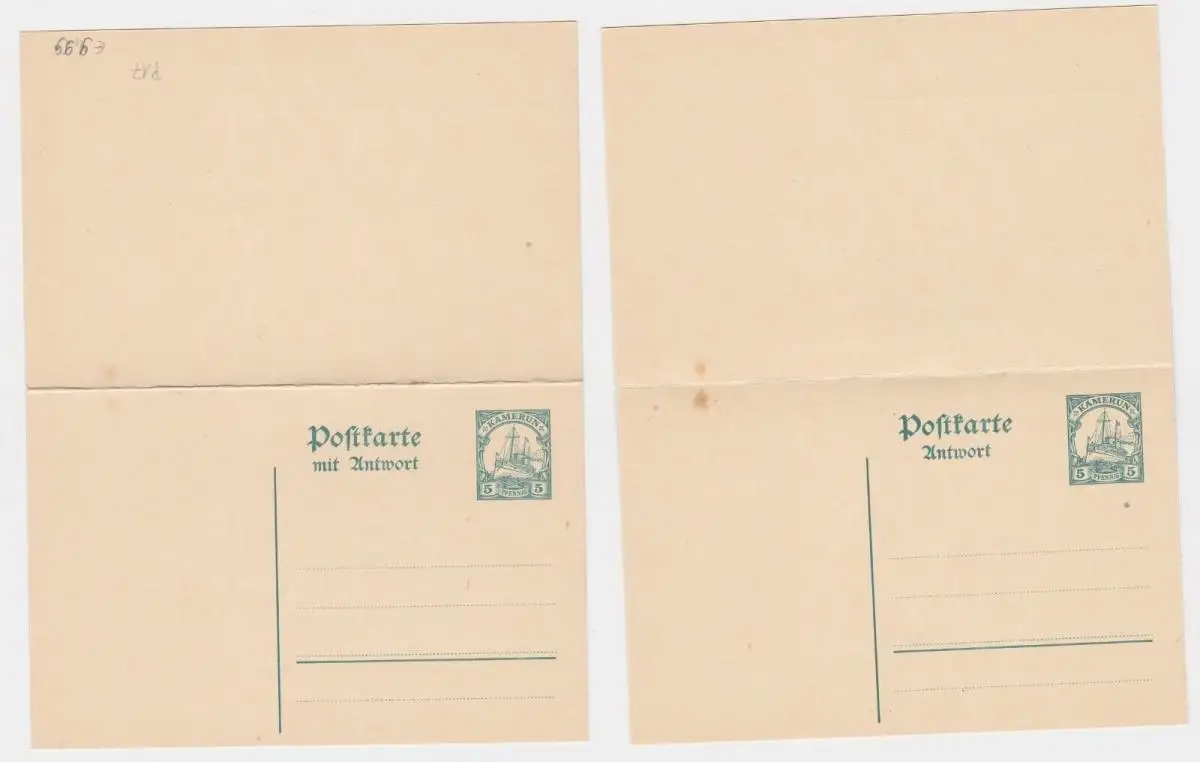 Postkarte
mit Antwort
KAMERUN
5 PFENNIG 5
Postkarte
Antwort
KAMERUN
5 PFENNIG 5